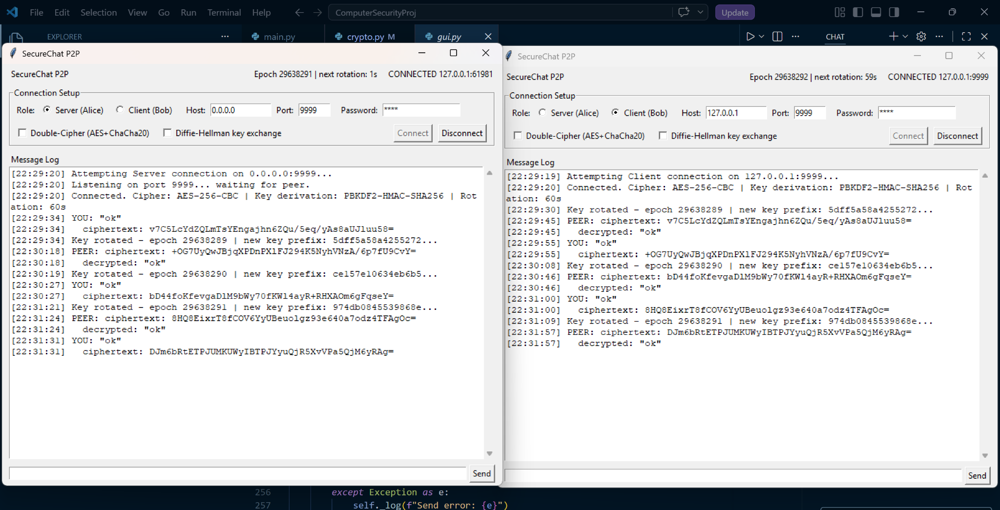 File Edit Selection View Go Run Terminal Help ComputerSecurityProj Update
EXPLORER main.py crypto.py M gui.py CHAT
SecureChat P2P
SecureChat P2P Epoch 29638291 | next rotation: 1s CONNECTED 127.0.0.1:61981
Connection Setup
Role: Server (Alice) Client (Bob) Host: 0.0.0.0 Port: 9999 Password: ****
Double-Cipher (AES+ChaCha20) Diffie-Hellman key exchange Connect Disconnect
Message Log
[22:29:20] Attempting Server connection on 0.0.0.0:9999...
[22:29:20] Listening on port 9999... waiting for peer.
[22:29:20] Connected. Cipher: AES-256-CBC | Key derivation: PBKDF2-HMAC-SHA256 | Rot
ation: 60s
[22:29:34] YOU: "ok"
[22:29:34]   ciphertext: v7C5LcYdZQLmTsYEngajhn6ZQu/5eq/yAs8aUJluu58=
[22:29:34] Key rotated – epoch 29638289 | new key prefix: 5dff5a58a4255272...
[22:30:18] PEER: ciphertext: +OG7UyQwJBjqXPDnPXlFJ294K5NyhVNzA/6p7fU9CvY=
[22:30:18]   decrypted: "ok"
[22:30:19] Key rotated – epoch 29638290 | new key prefix: ce157e10634eb6b5...
[22:30:27] YOU: "ok"
[22:30:27]   ciphertext: bD44foKfevgaDlM9bWy70fKWl4ayR+RHXAOm6gFqseY=
[22:31:21] Key rotated – epoch 29638291 | new key prefix: 974db0845539868e...
[22:31:24] PEER: ciphertext: 8HQ8EixrT8fCOV6YyUBeuolgz93e640a7odz4TFAgOc=
[22:31:24]   decrypted: "ok"
[22:31:31] YOU: "ok"
[22:31:31]   ciphertext: DJm6bRtETPJUMKUWyIBTPJYyuQjR5XvVPa5QjM6yRAg=
Send
SecureChat P2P
SecureChat P2P Epoch 29638292 | next rotation: 59s CONNECTED 127.0.0.1:9999
Connection Setup
Role: Server (Alice) Client (Bob) Host: 127.0.0.1 Port: 9999 Password: ****
Double-Cipher (AES+ChaCha20) Diffie-Hellman key exchange Connect Disconnect
Message Log
[22:29:19] Attempting Client connection on 127.0.0.1:9999...
[22:29:20] Connected. Cipher: AES-256-CBC | Key derivation: PBKDF2-HMAC-SHA256 | Rot
ation: 60s
[22:29:30] Key rotated – epoch 29638289 | new key prefix: 5dff5a58a4255272...
[22:29:45] PEER: ciphertext: v7C5LcYdZQLmTsYEngajhn6ZQu/5eq/yAs8aUJluu58=
[22:29:45]   decrypted: "ok"
[22:29:55] YOU: "ok"
[22:29:55]   ciphertext: +OG7UyQwJBjqXPDnPXlFJ294K5NyhVNzA/6p7fU9CvY=
[22:30:08] Key rotated – epoch 29638290 | new key prefix: ce157e10634eb6b5...
[22:30:46] PEER: ciphertext: bD44foKfevgaDlM9bWy70fKWl4ayR+RHXAOm6gFqseY=
[22:30:46]   decrypted: "ok"
[22:31:00] YOU: "ok"
[22:31:00]   ciphertext: 8HQ8EixrT8fCOV6YyUBeuolgz93e640a7odz4TFAgOc=
[22:31:09] Key rotated – epoch 29638291 | new key prefix: 974db0845539868e...
[22:31:57] PEER: ciphertext: DJm6bRtETPJUMKUWyIBTPJYyuQjR5XvVPa5QjM6yRAg=
[22:31:57]   decrypted: "ok"
Send
256 except Exception as e:
257 self._log(f"Send error: {e}")